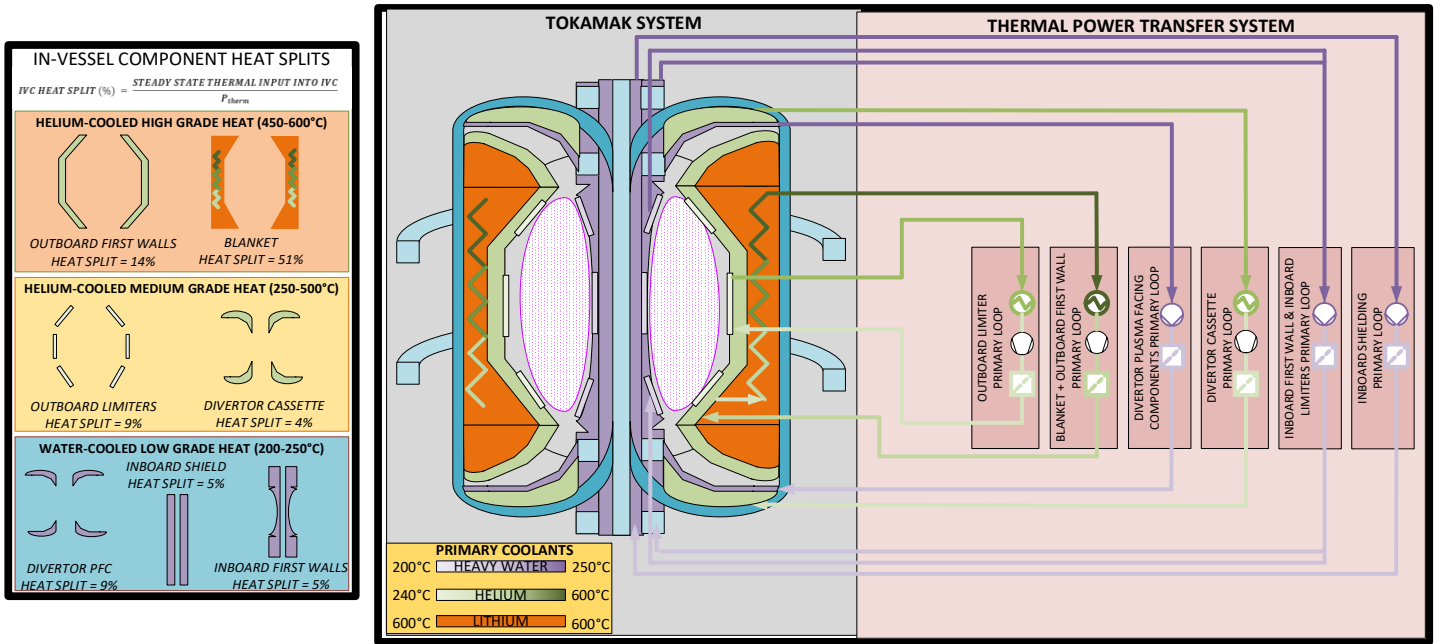 IN-VESSEL COMPONENT HEAT SPLITS
IVC HEAT SPLIT (%) = STEADY STATE THERMAL INPUT INTO IVC
P_therm
HELIUM-COOLED HIGH GRADE HEAT (450-600°C)
OUTBOARD FIRST WALLS
HEAT SPLIT = 14%
BLANKET
HEAT SPLIT = 51%
HELIUM-COOLED MEDIUM GRADE HEAT (250-500°C)
OUTBOARD LIMITERS
HEAT SPLIT = 9%
DIVERTOR CASSETTE
HEAT SPLIT = 4%
WATER-COOLED LOW GRADE HEAT (200-250°C)
INBOARD SHIELD
HEAT SPLIT = 5%
DIVERTOR PFC
HEAT SPLIT = 9%
INBOARD FIRST WALLS
HEAT SPLIT = 5%
TOKAMAK SYSTEM
THERMAL POWER TRANSFER SYSTEM
OUTBOARD LIMITER
PRIMARY LOOP
BLANKET + OUTBOARD FIRST WALL
PRIMARY LOOP
DIVERTOR PLASMA FACING
COMPONENTS PRIMARY LOOP
DIVERTOR CASSETTE
PRIMARY LOOP
INBOARD FIRST WALL & INBOARD
LIMITERS PRIMARY LOOP
INBOARD SHIELDING
PRIMARY LOOP
PRIMARY COOLANTS
200°C HEAVY WATER 250°C
240°C HELIUM 600°C
600°C LITHIUM 600°C